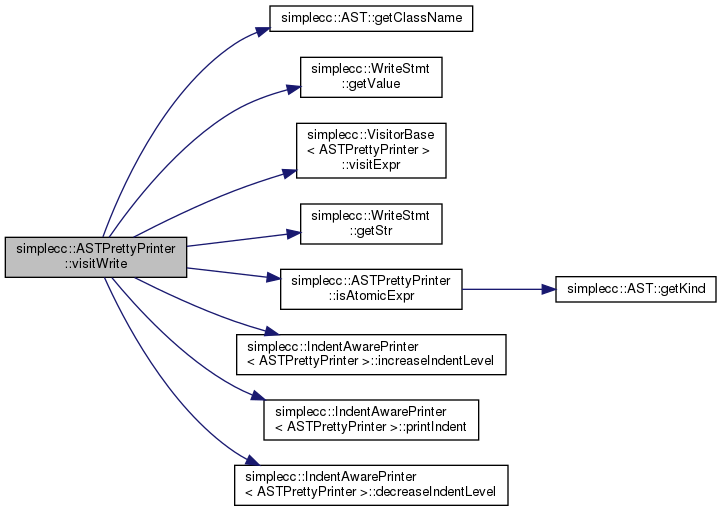 simplecc::AST::getClassName
simplecc::WriteStmt
::getValue
simplecc::VisitorBase
< ASTPrettyPrinter >
::visitExpr
simplecc::WriteStmt
::getStr
simplecc::ASTPrettyPrinter
::visitWrite
simplecc::ASTPrettyPrinter
::isAtomicExpr
simplecc::AST::getKind
simplecc::IndentAwarePrinter
< ASTPrettyPrinter >::increaseIndentLevel
simplecc::IndentAwarePrinter
< ASTPrettyPrinter >::printIndent
simplecc::IndentAwarePrinter
< ASTPrettyPrinter >::decreaseIndentLevel